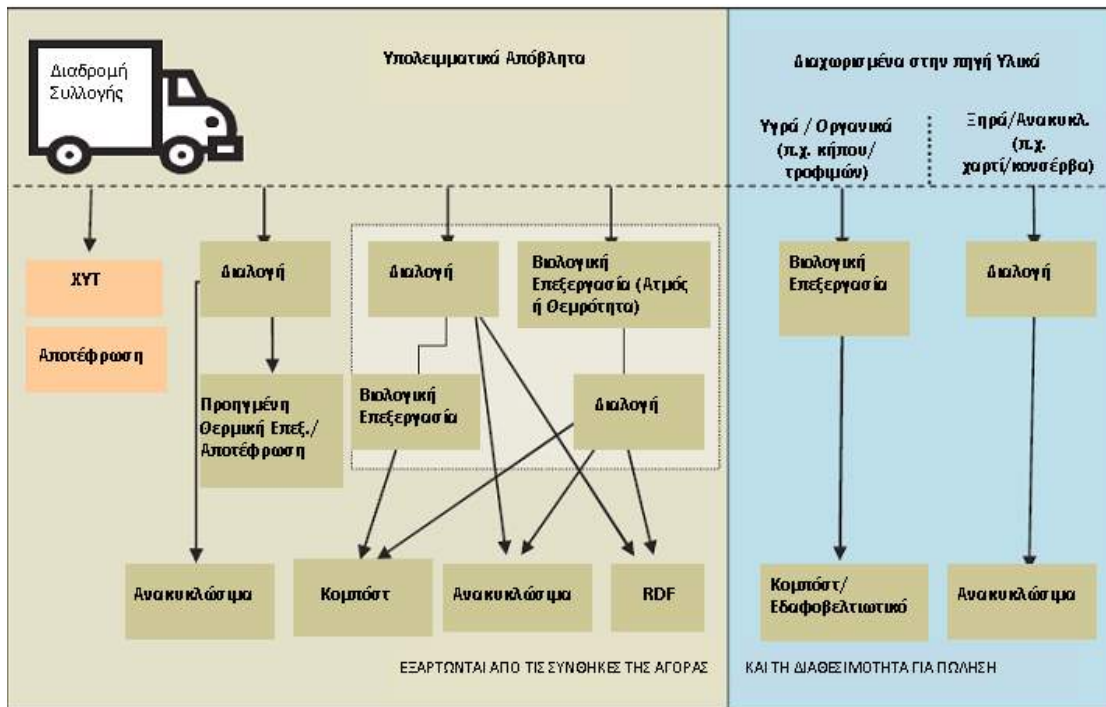 Διαδρομή
Συλλογής
Υπολειμματικά Απόβλητα
Διαχωρισμένα στην πηγή Υλικά
Υγρά / Οργανικά
(π.χ. κήπου/
τροφιμών)
Ξηρά/Ανακυκλ.
(π.χ.
χαρτί/κονσέρβα)
ΧΥΤ
Αποτέφρωση
Διαλογή
Προηγμένη
Θερμική Επεξ./
Αποτέφρωση
Διαλογή
Βιολογική
Επεξεργασία (Ατμός
ή Θεμρότητα)
Βιολογική
Επεξεργασία
Διαλογή
Βιολογική
Επεξεργασία
Διαλογή
Ανακυκλώσιμα
Κομπόστ
Ανακυκλώσιμα
RDF
Κομπόστ/
Εδαφοβελτιωτικό
Ανακυκλώσιμα
ΕΞΑΡΤΩΝΤΑΙ ΑΠΟ ΤΙΣ ΣΥΝΘΗΚΕΣ ΤΗΣ ΑΓΟΡΑΣ
ΚΑΙ ΤΗ ΔΙΑΘΕΣΙΜΟΤΗΤΑ ΓΙΑ ΠΩΛΗΣΗ